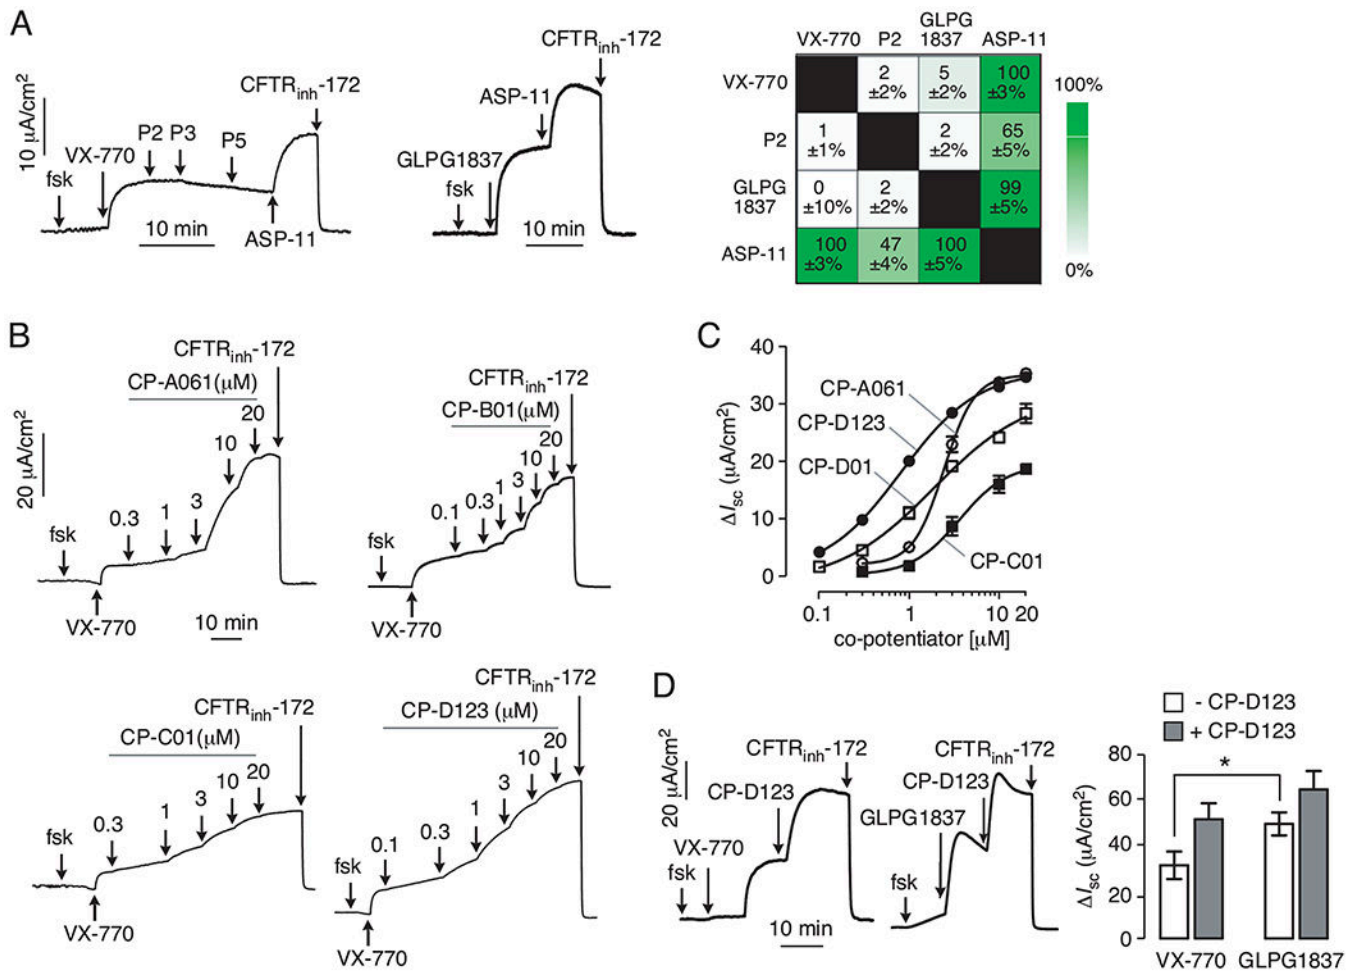 A
10 μA/cm2
fsk
VX-770
P2
P3
P5
CFTRinh-172
ASP-11
10 min
fsk
GLPG1837
ASP-11
CFTRinh-172
10 min
VX-770
P2
GLPG
1837
ASP-11
VX-770
2
±2%
5
±2%
100
±3%
P2
1
±1%
2
±2%
65
±5%
GLPG
1837
0
±10%
2
±2%
99
±5%
ASP-11
100
±3%
47
±4%
100
±5%
100%
0%
B
20 μA/cm2
CFTRinh-172
CP-A061(μM)
fsk
0.3
1
3
10
20
VX-770
10 min
CFTRinh-172
CP-B01(μM)
fsk
0.1
0.3
1
3
10
20
VX-770
CFTRinh-172
CP-C01(μM)
fsk
0.3
1
3
10
20
VX-770
CFTRinh-172
CP-D123 (μM)
fsk
0.1
0.3
1
3
10
20
VX-770
C
ΔIsc (μA/cm2)
40
30
20
10
0
CP-A061
CP-D123
CP-D01
CP-C01
0.1
1
10
20
co-potentiator [μM]
D
20 μA/cm2
fsk
VX-770
CP-D123
CFTRinh-172
10 min
fsk
GLPG1837
CP-D123
CFTRinh-172
- CP-D123
+ CP-D123
ΔIsc (μA/cm2)
80
60
40
20
0
*
VX-770
GLPG1837